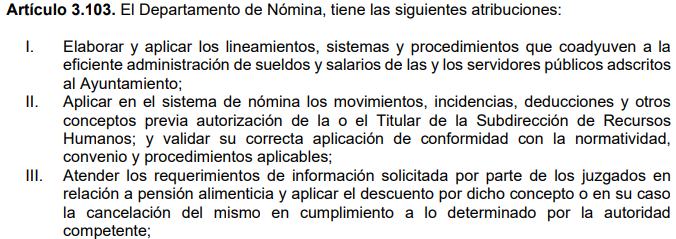 Artículo 3.103. El Departamento de Nómina, tiene las siguientes atribuciones:
I. Elaborar y aplicar los lineamientos, sistemas y procedimientos que coadyuven a la
eficiente administración de sueldos y salarios de las y los servidores públicos adscritos
al Ayuntamiento;
II. Aplicar en el sistema de nómina los movimientos, incidencias, deducciones y otros
conceptos previa autorización de la o el Titular de la Subdirección de Recursos
Humanos; y validar su correcta aplicación de conformidad con la normatividad,
convenio y procedimientos aplicables;
III. Atender los requerimientos de información solicitada por parte de los juzgados en
relación a pensión alimenticia y aplicar el descuento por dicho concepto o en su caso
la cancelación del mismo en cumplimiento a lo determinado por la autoridad
competente;